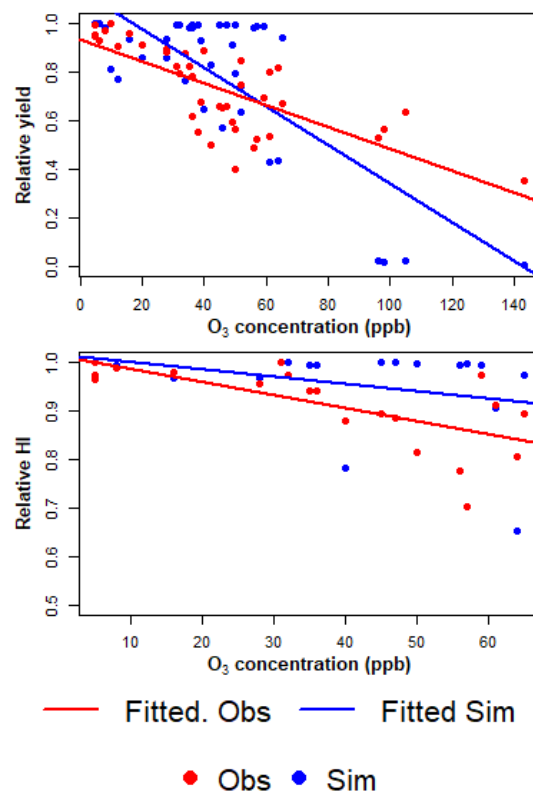 Relative yield
1.0
0.8
0.6
0.4
0.2
0.0
0 20 40 60 80 100 120 140
O₃ concentration (ppb)
Relative HI
1.0
0.9
0.8
0.7
0.6
0.5
10 20 30 40 50 60
O₃ concentration (ppb)
Fitted. Obs Fitted Sim
Obs Sim